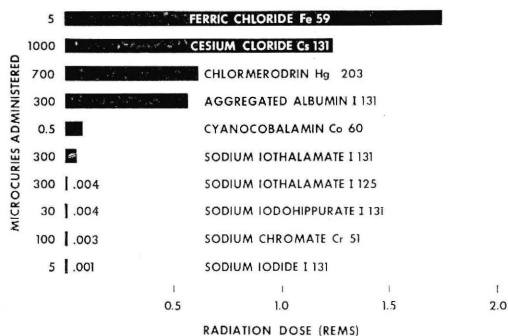 5 FERRIC CHLORIDE Fe 59
1000 CESIUM CLORIDE Cs 131
700 CHLORMERODRIN Hg 203
300 AGGREGATED ALBUMIN I 131
0.5 CYANOCOBALAMIN Co 60
300 SODIUM IOTHALAMATE I 131
300 .004 SODIUM IOTHALAMATE I 125
30 .004 SODIUM IODOHIPPURATE I 131
100 .003 SODIUM CHROMATE Cr 51
5 .001 SODIUM IODIDE I 131
MICROCURIES ADMINISTERED
0.5 1.0 1.5 2.0
RADIATION DOSE (REMS)